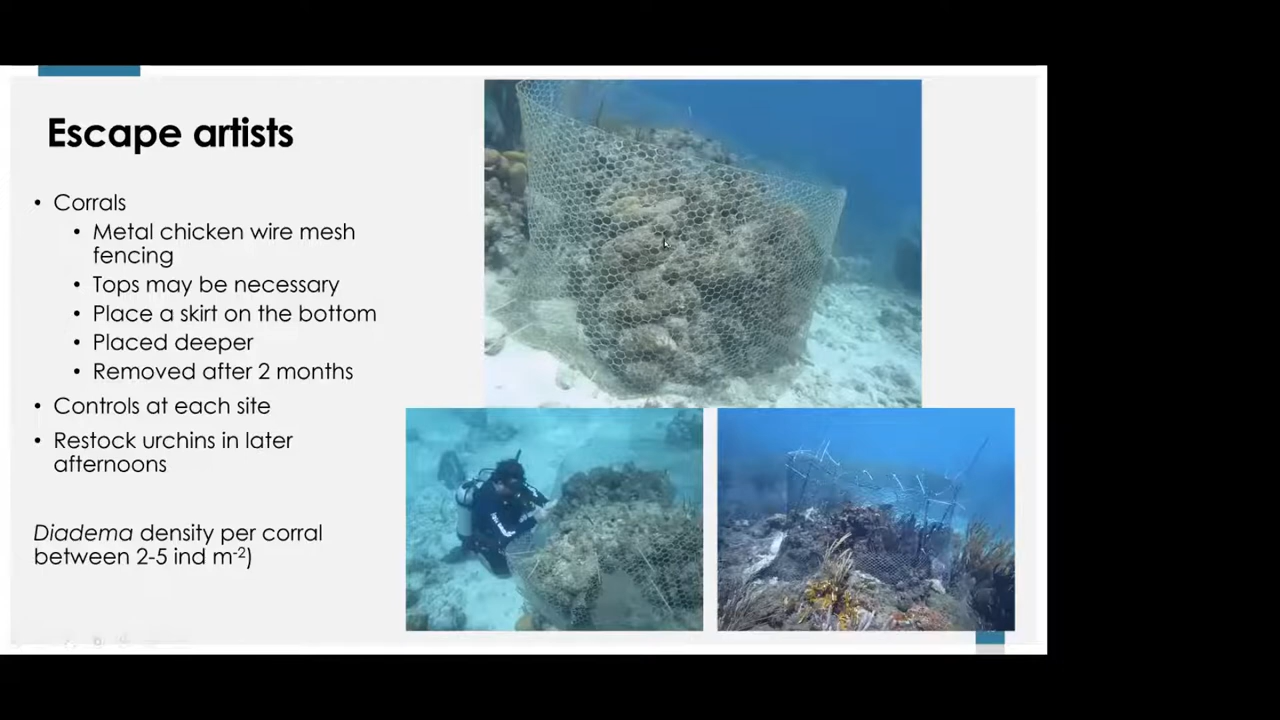 Escape artists
• Corrals
• Metal chicken wire mesh
fencing
• Tops may be necessary
• Place a skirt on the bottom
• Placed deeper
• Removed after 2 months
• Controls at each site
• Restock urchins in later
afternoons
Diadema density per corral
between 2-5 ind m⁻²)